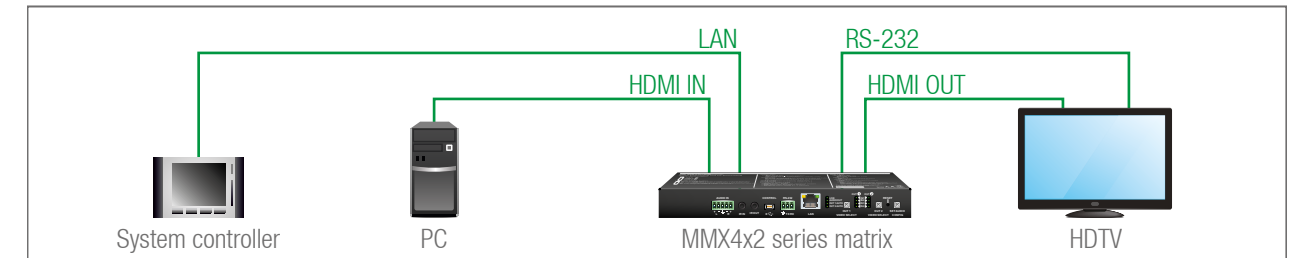 LAN
RS-232
HDMI IN
HDMI OUT
System controller
PC
MMX4x2 series matrix
HDTV